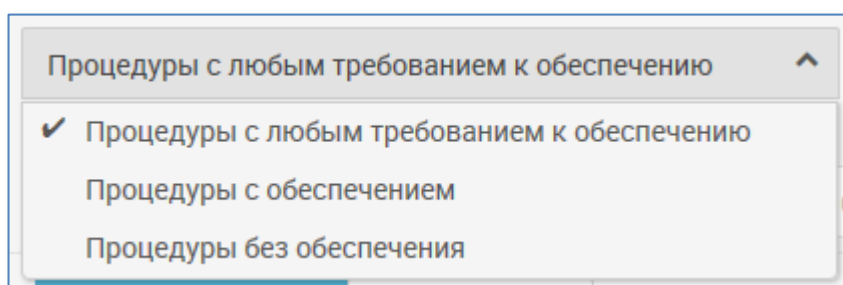 Процедуры с любым требованием к обеспечению
Процедуры с любым требованием к обеспечению
Процедуры с обеспечением
Процедуры без обеспечения